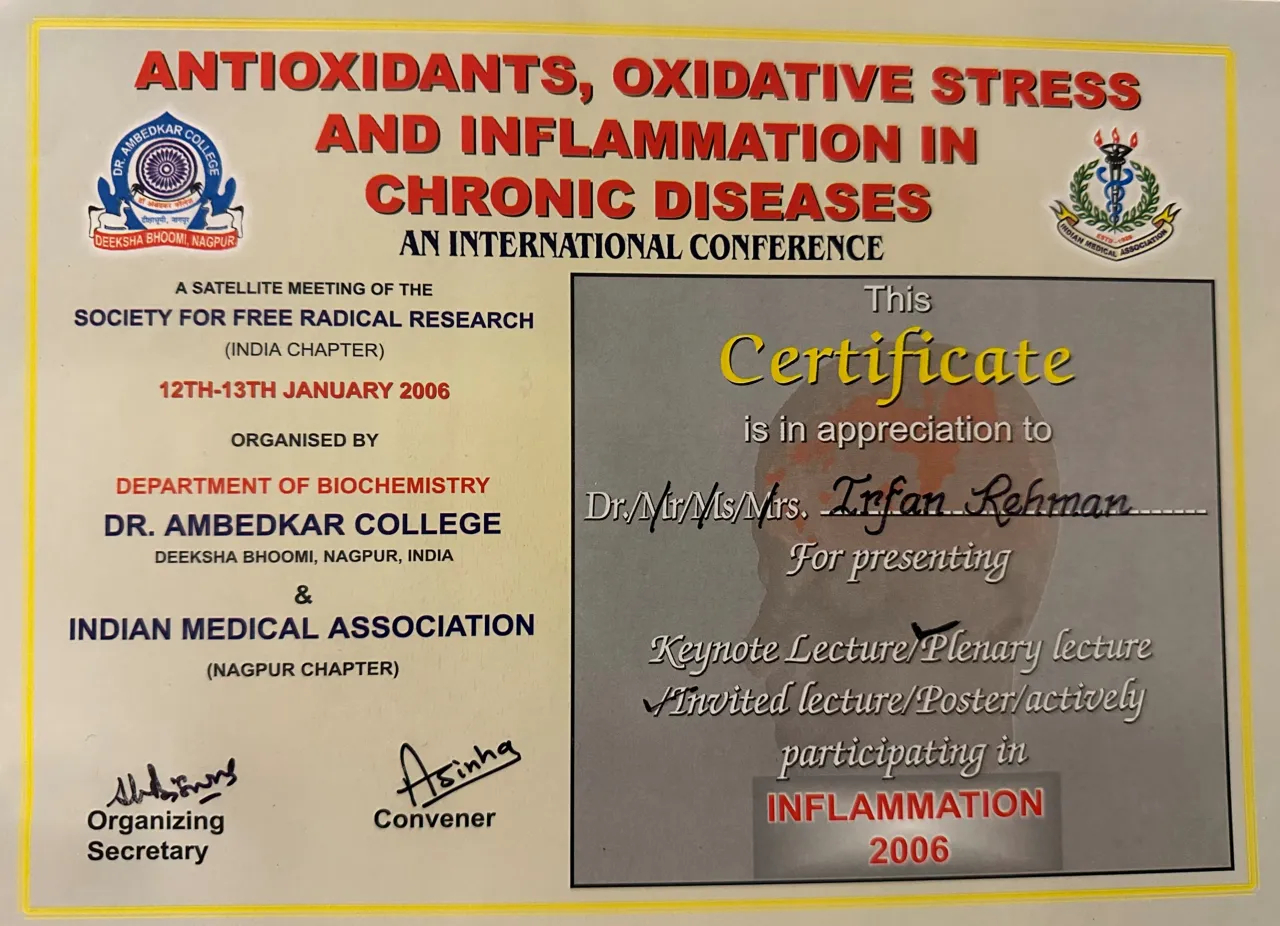 ANTIOXIDANTS, OXIDATIVE STRESS
AND INFLAMMATION IN
CHRONIC DISEASES
AN INTERNATIONAL CONFERENCE
DR. AMBEDKAR COLLEGE
डॉ. अंबेडकर कॉलेज
दीक्षाभूमी, नागपुर
DEEKSHA BHOOMI, NAGPUR
INDIAN MEDICAL ASSOCIATION
A SATELLITE MEETING OF THE
SOCIETY FOR FREE RADICAL RESEARCH
(INDIA CHAPTER)
12TH-13TH JANUARY 2006
ORGANISED BY
DEPARTMENT OF BIOCHEMISTRY
DR. AMBEDKAR COLLEGE
DEEKSHA BHOOMI, NAGPUR, INDIA
&
INDIAN MEDICAL ASSOCIATION
(NAGPUR CHAPTER)
Asinha
Organizing
Secretary
Convener
This
Certificate
is in appreciation to
Dr./Mr/Ms/Mrs. Irfan Rehman
For presenting
Keynote Lecture/Plenary lecture
/Invited lecture/Poster/actively
participating in
INFLAMMATION
2006